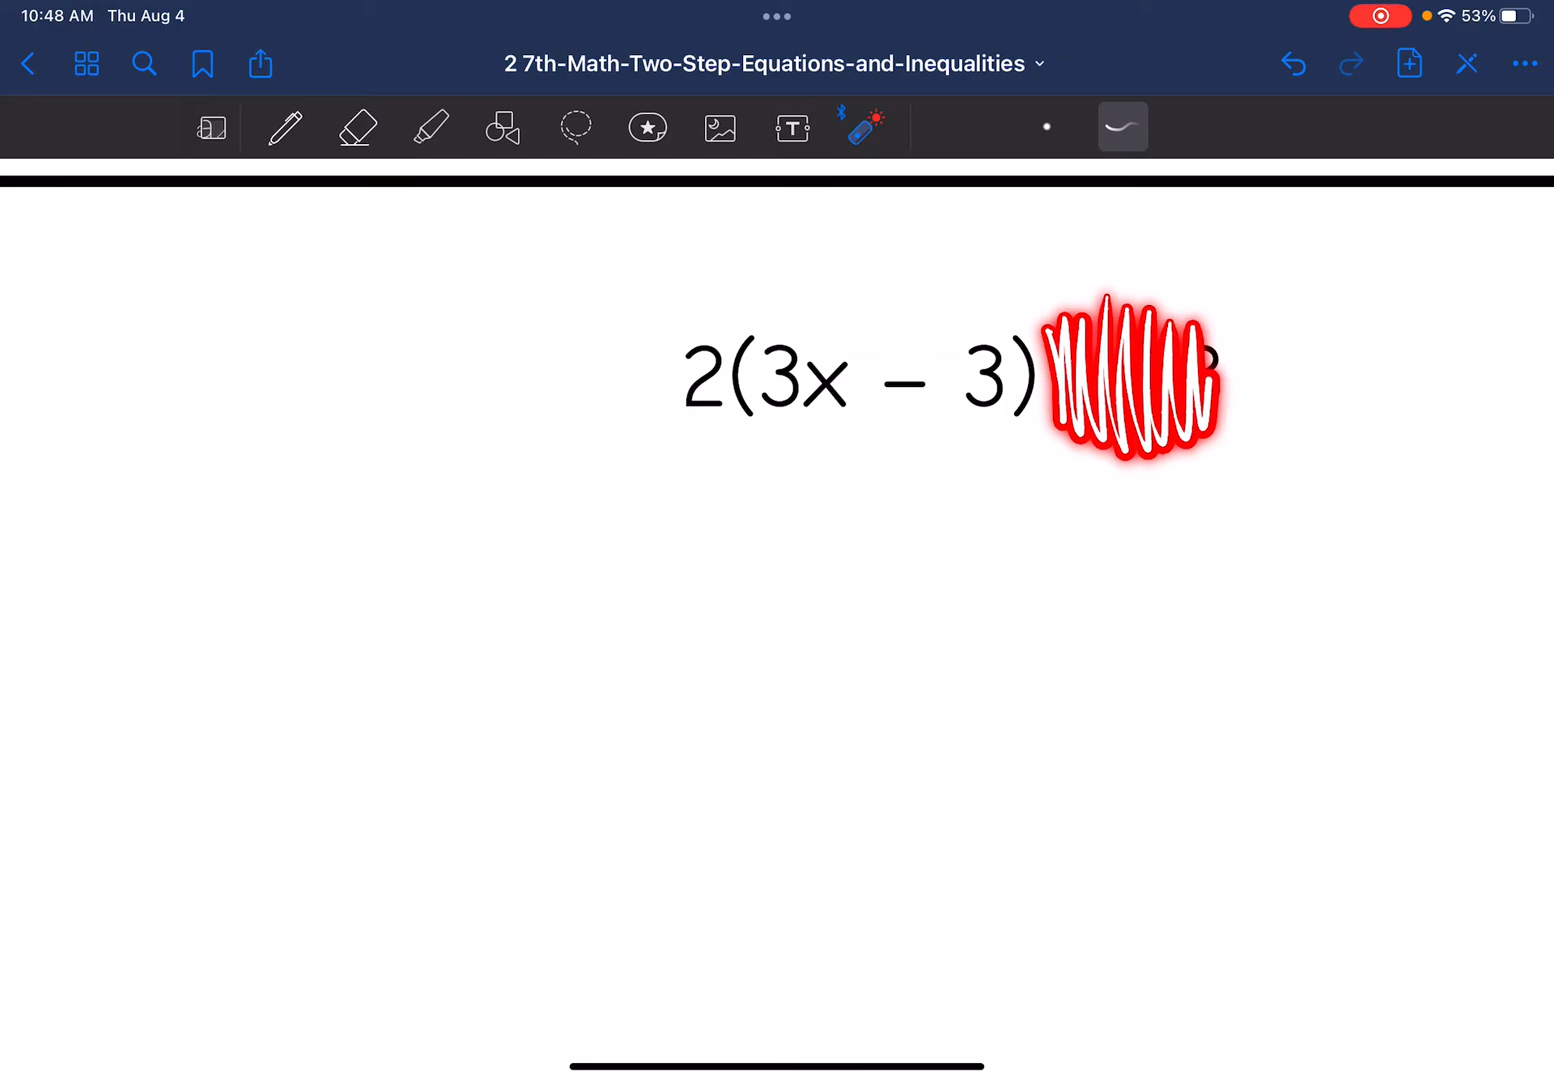 10:48 AM Thu Aug 4
53%
2 7th-Math-Two-Step-Equations-and-Inequalities
T
2(3x – 3)